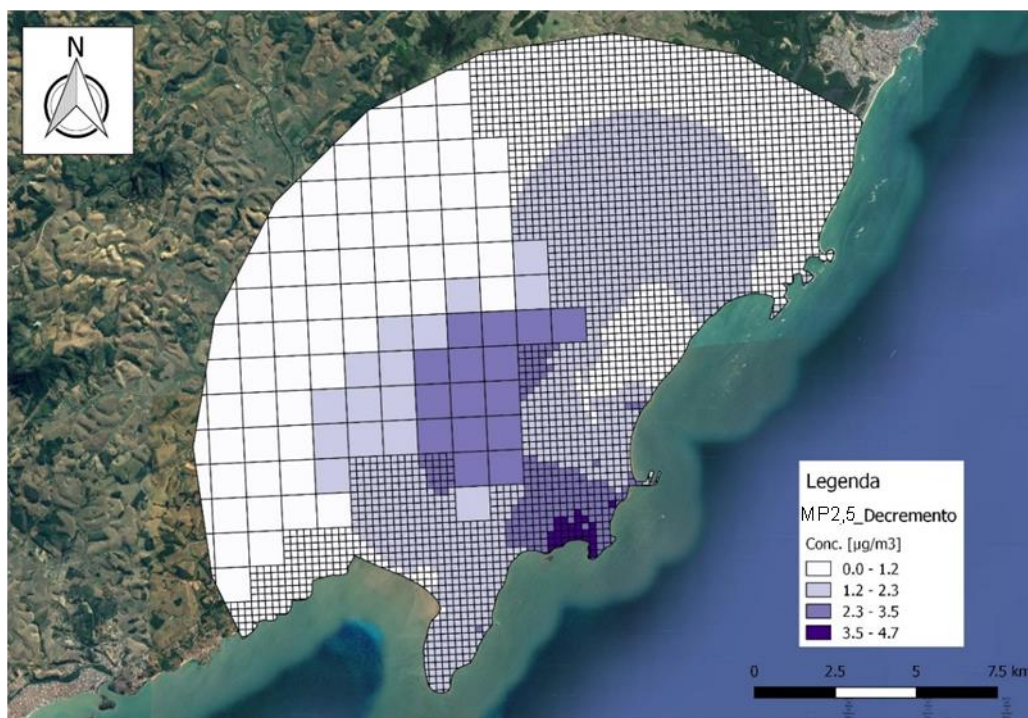 N
Legenda
MP2,5_Decremento
Conc. [µg/m3]
0.0 - 1.2
1.2 - 2.3
2.3 - 3.5
3.5 - 4.7
0 2.5 5 7.5 km